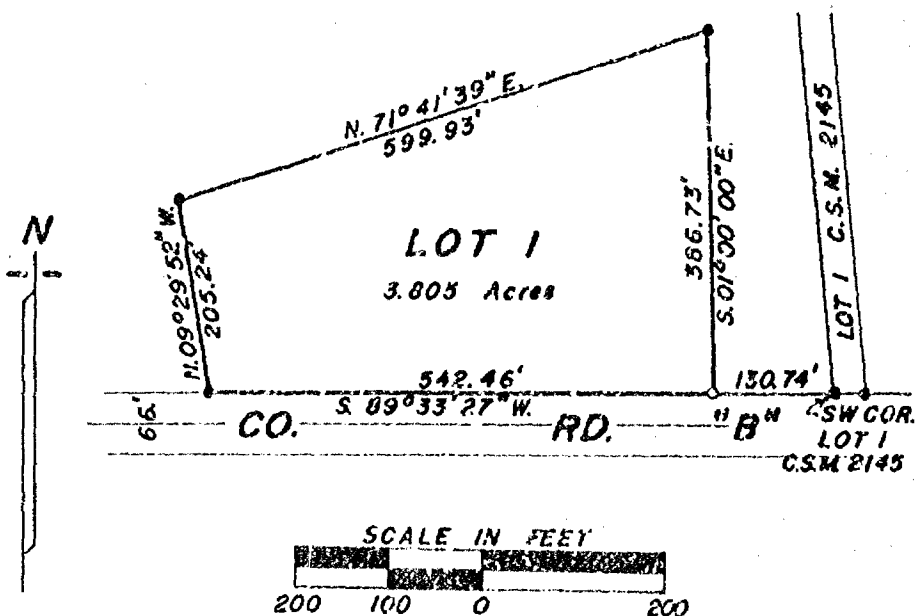 N. 71° 41' 39" E.
599.93'
LOT 1 C.S.M. 2145
N
N. 09° 29' 52" W.
205.24'
LOT 1
3.805 Acres
386.73'
S. 01° 00' 00" E.
542.46'
130.74'
S. 89° 33' 27" W.
66'
CO. RD. "B"
SW COR.
LOT 1
C.S.M. 2145
SCALE IN FEET
200 100 0 200